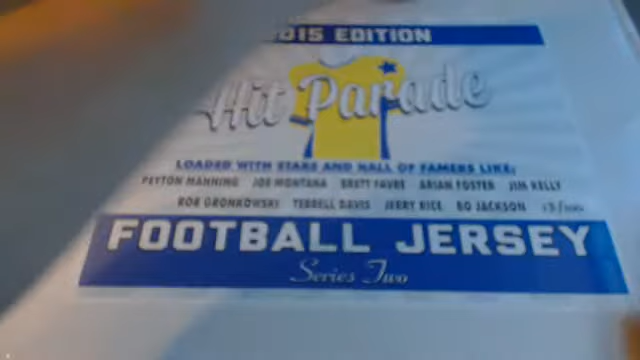 2015 EDITION
Hit Parade
LOADED WITH STARS AND HALL OF FAMERS LIKE:
PEYTON MANNING JOE MONTANA BRETT FAVRE ARIAN FOSTER JIM KELLY
ROB GRONKOWSKI TERRELL DAVIS JERRY RICE BO JACKSON
FOOTBALL JERSEY
Series Two